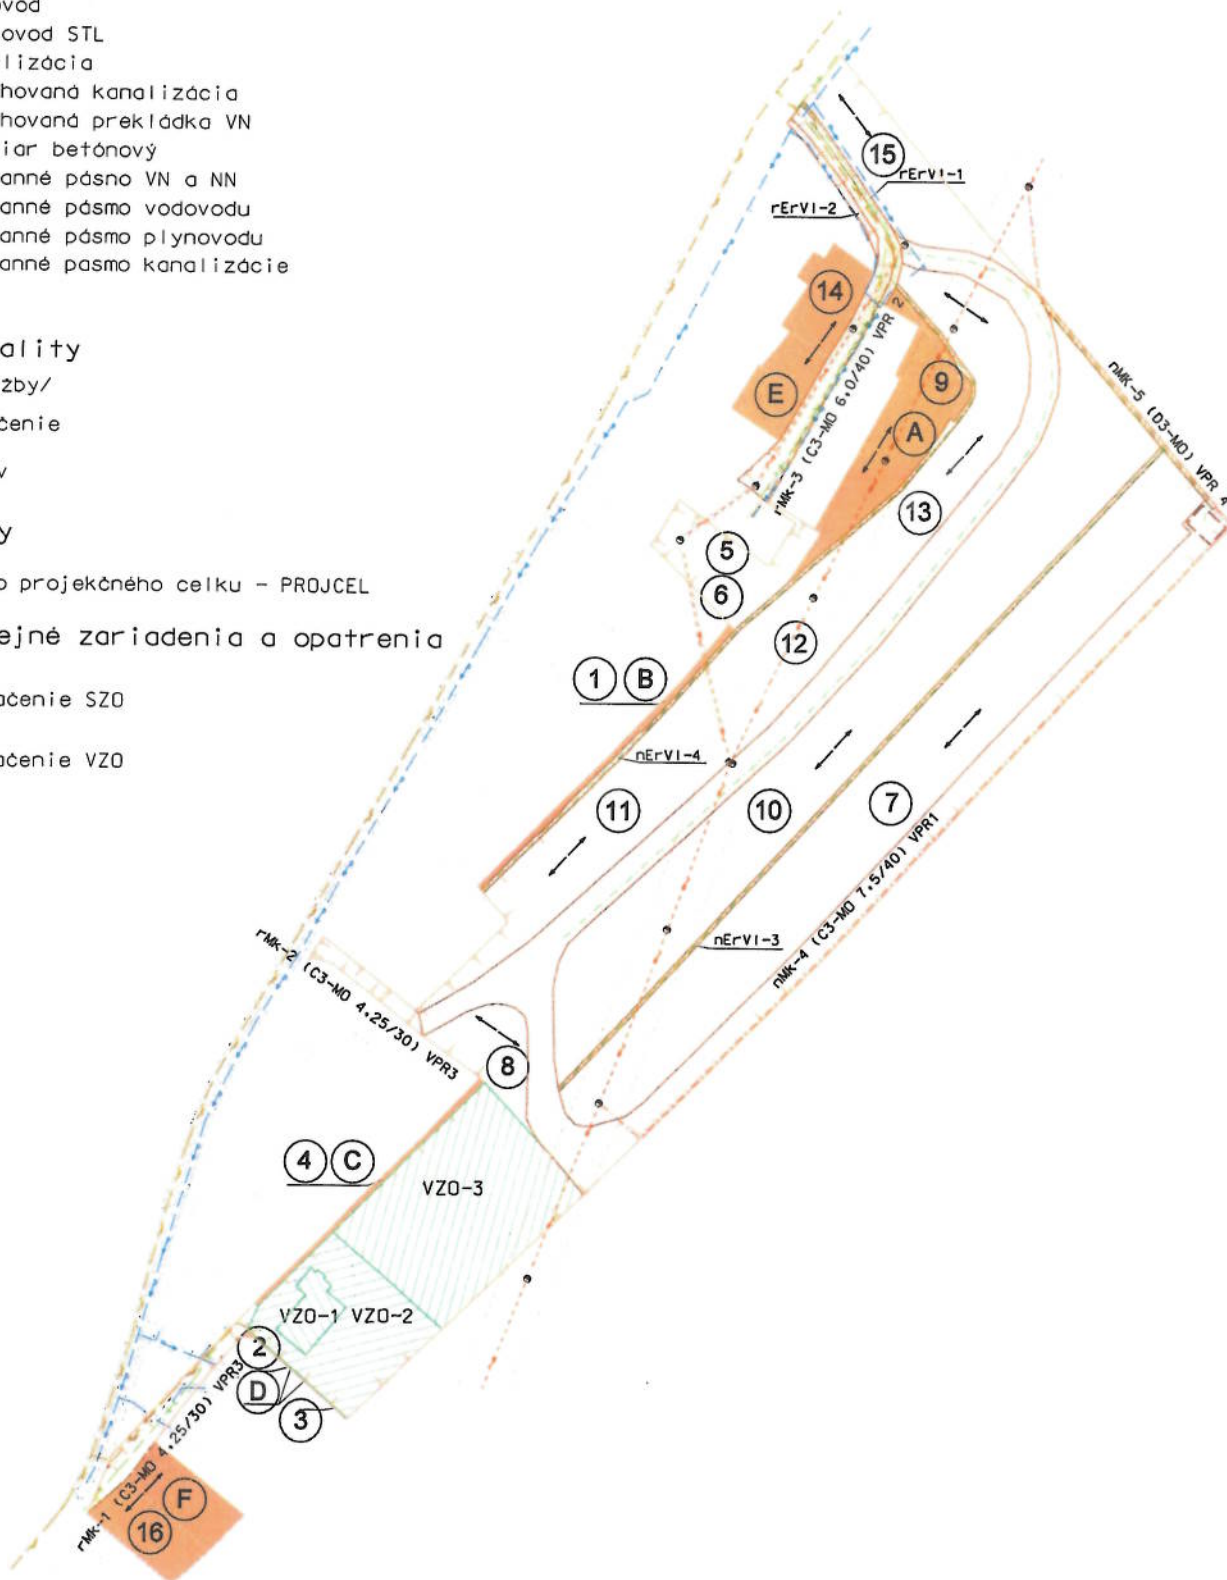 ovod
ovod STL
lizácia
hovaná kanalizácia
hovaná prekládka VN
iar betónový
anné pásno VN a NN
anné pásmo vodovodu
anné pásmo plynovodu
anné pasmo kanalizácie
ality
žby/
čenie
v
y
o projekčného celku - PROJCEL
ejné zariadenia a opatrenia
ačenie SZO
ačenie VZO
15
rErVI-1
rErVI-2
14
E
rMK-3 (C3-MO 6,0/40) VPR 2
9
A
nMK-5 (D3-MO) VPR 4
13
5
6
12
1 B
nErVI-4
11
10
7
nMK-4 (C3-MO 7,5/40) VPR1
nErVI-3
rMK-2 (C3-MO 4,25/30) VPR3
8
4 C
VZO-3
VZO-1 VZO-2
2
D
3
rMK-1 (C3-MO 4,25/30) VPR3
F
16